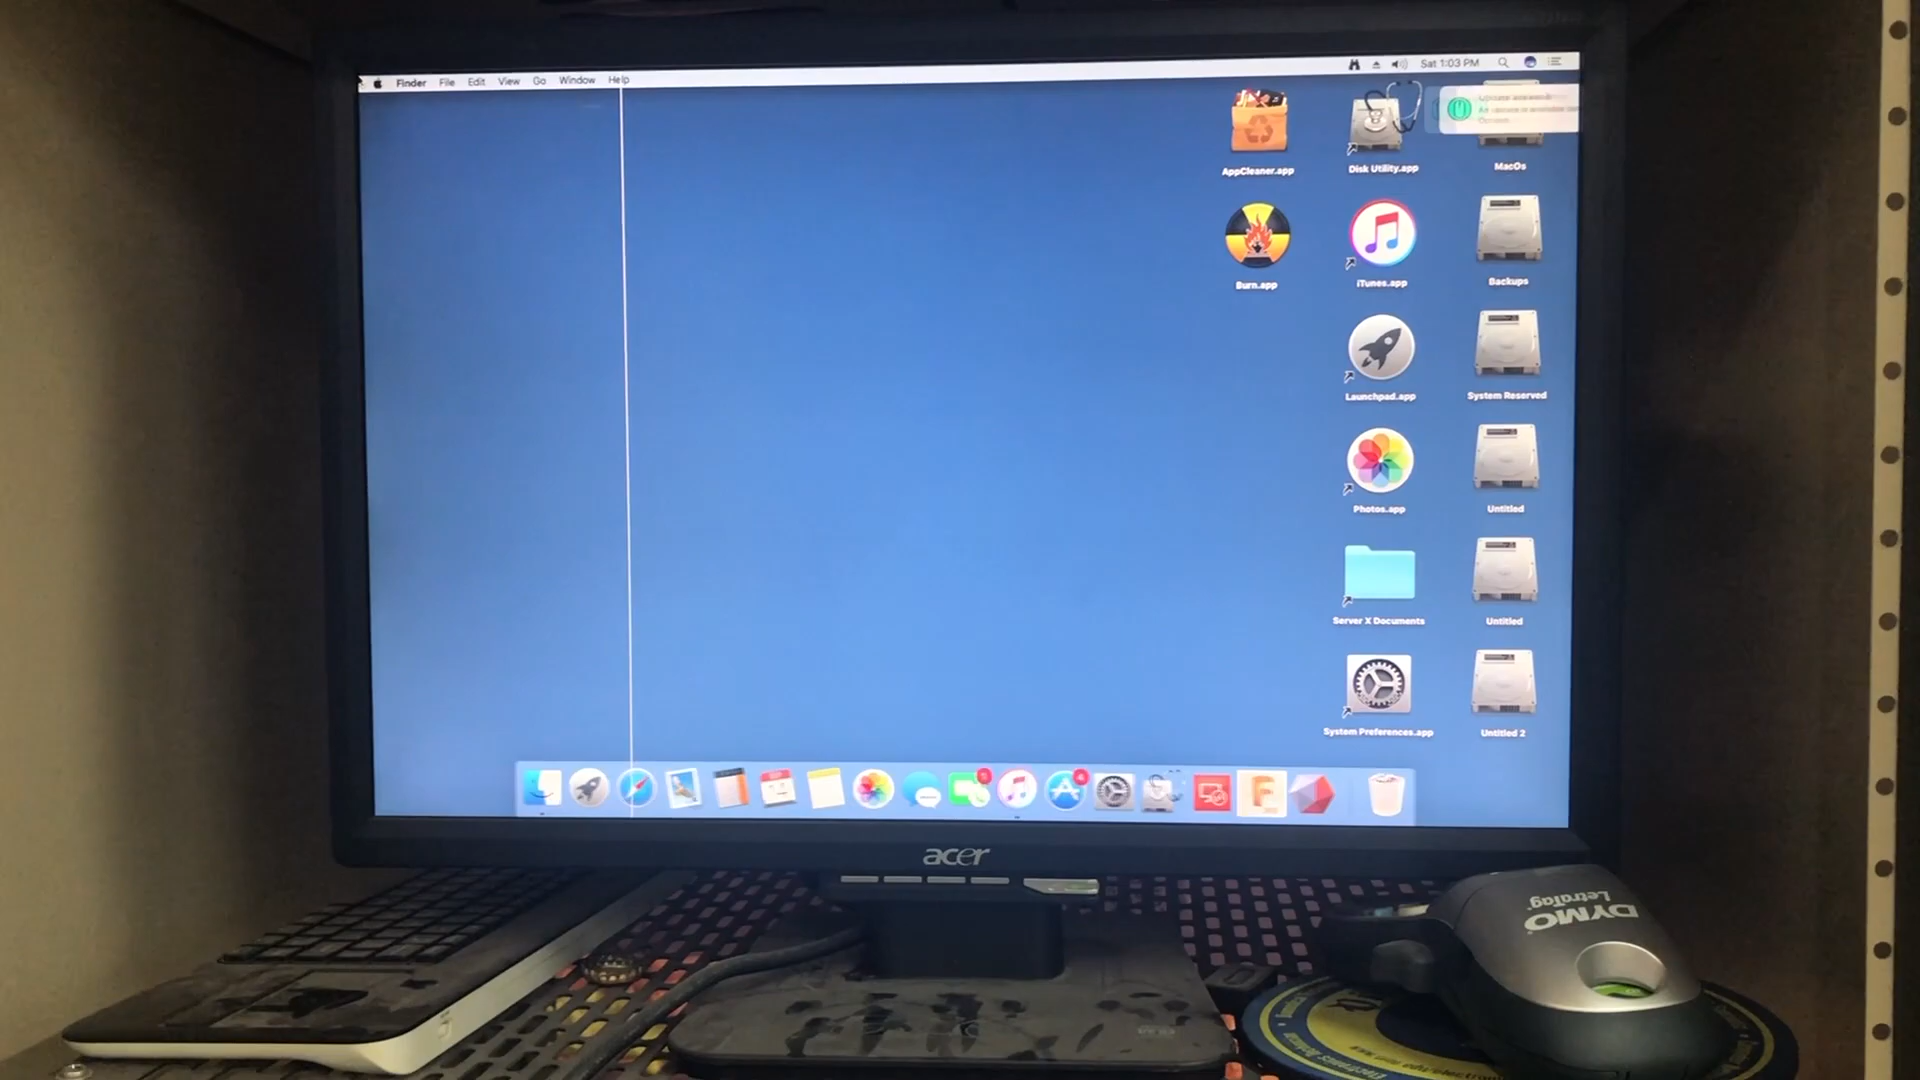 Finder File Edit View Go Window Help
Sat 1:03 PM
AppCleaner.app
Disk Utility.app
MacOs
Burn.app
iTunes.app
Backups
Launchpad.app
System Reserved
Photos.app
Untitled
Server X Documents
Untitled
System Preferences.app
Untitled 2
acer
DYMO
LetraTag